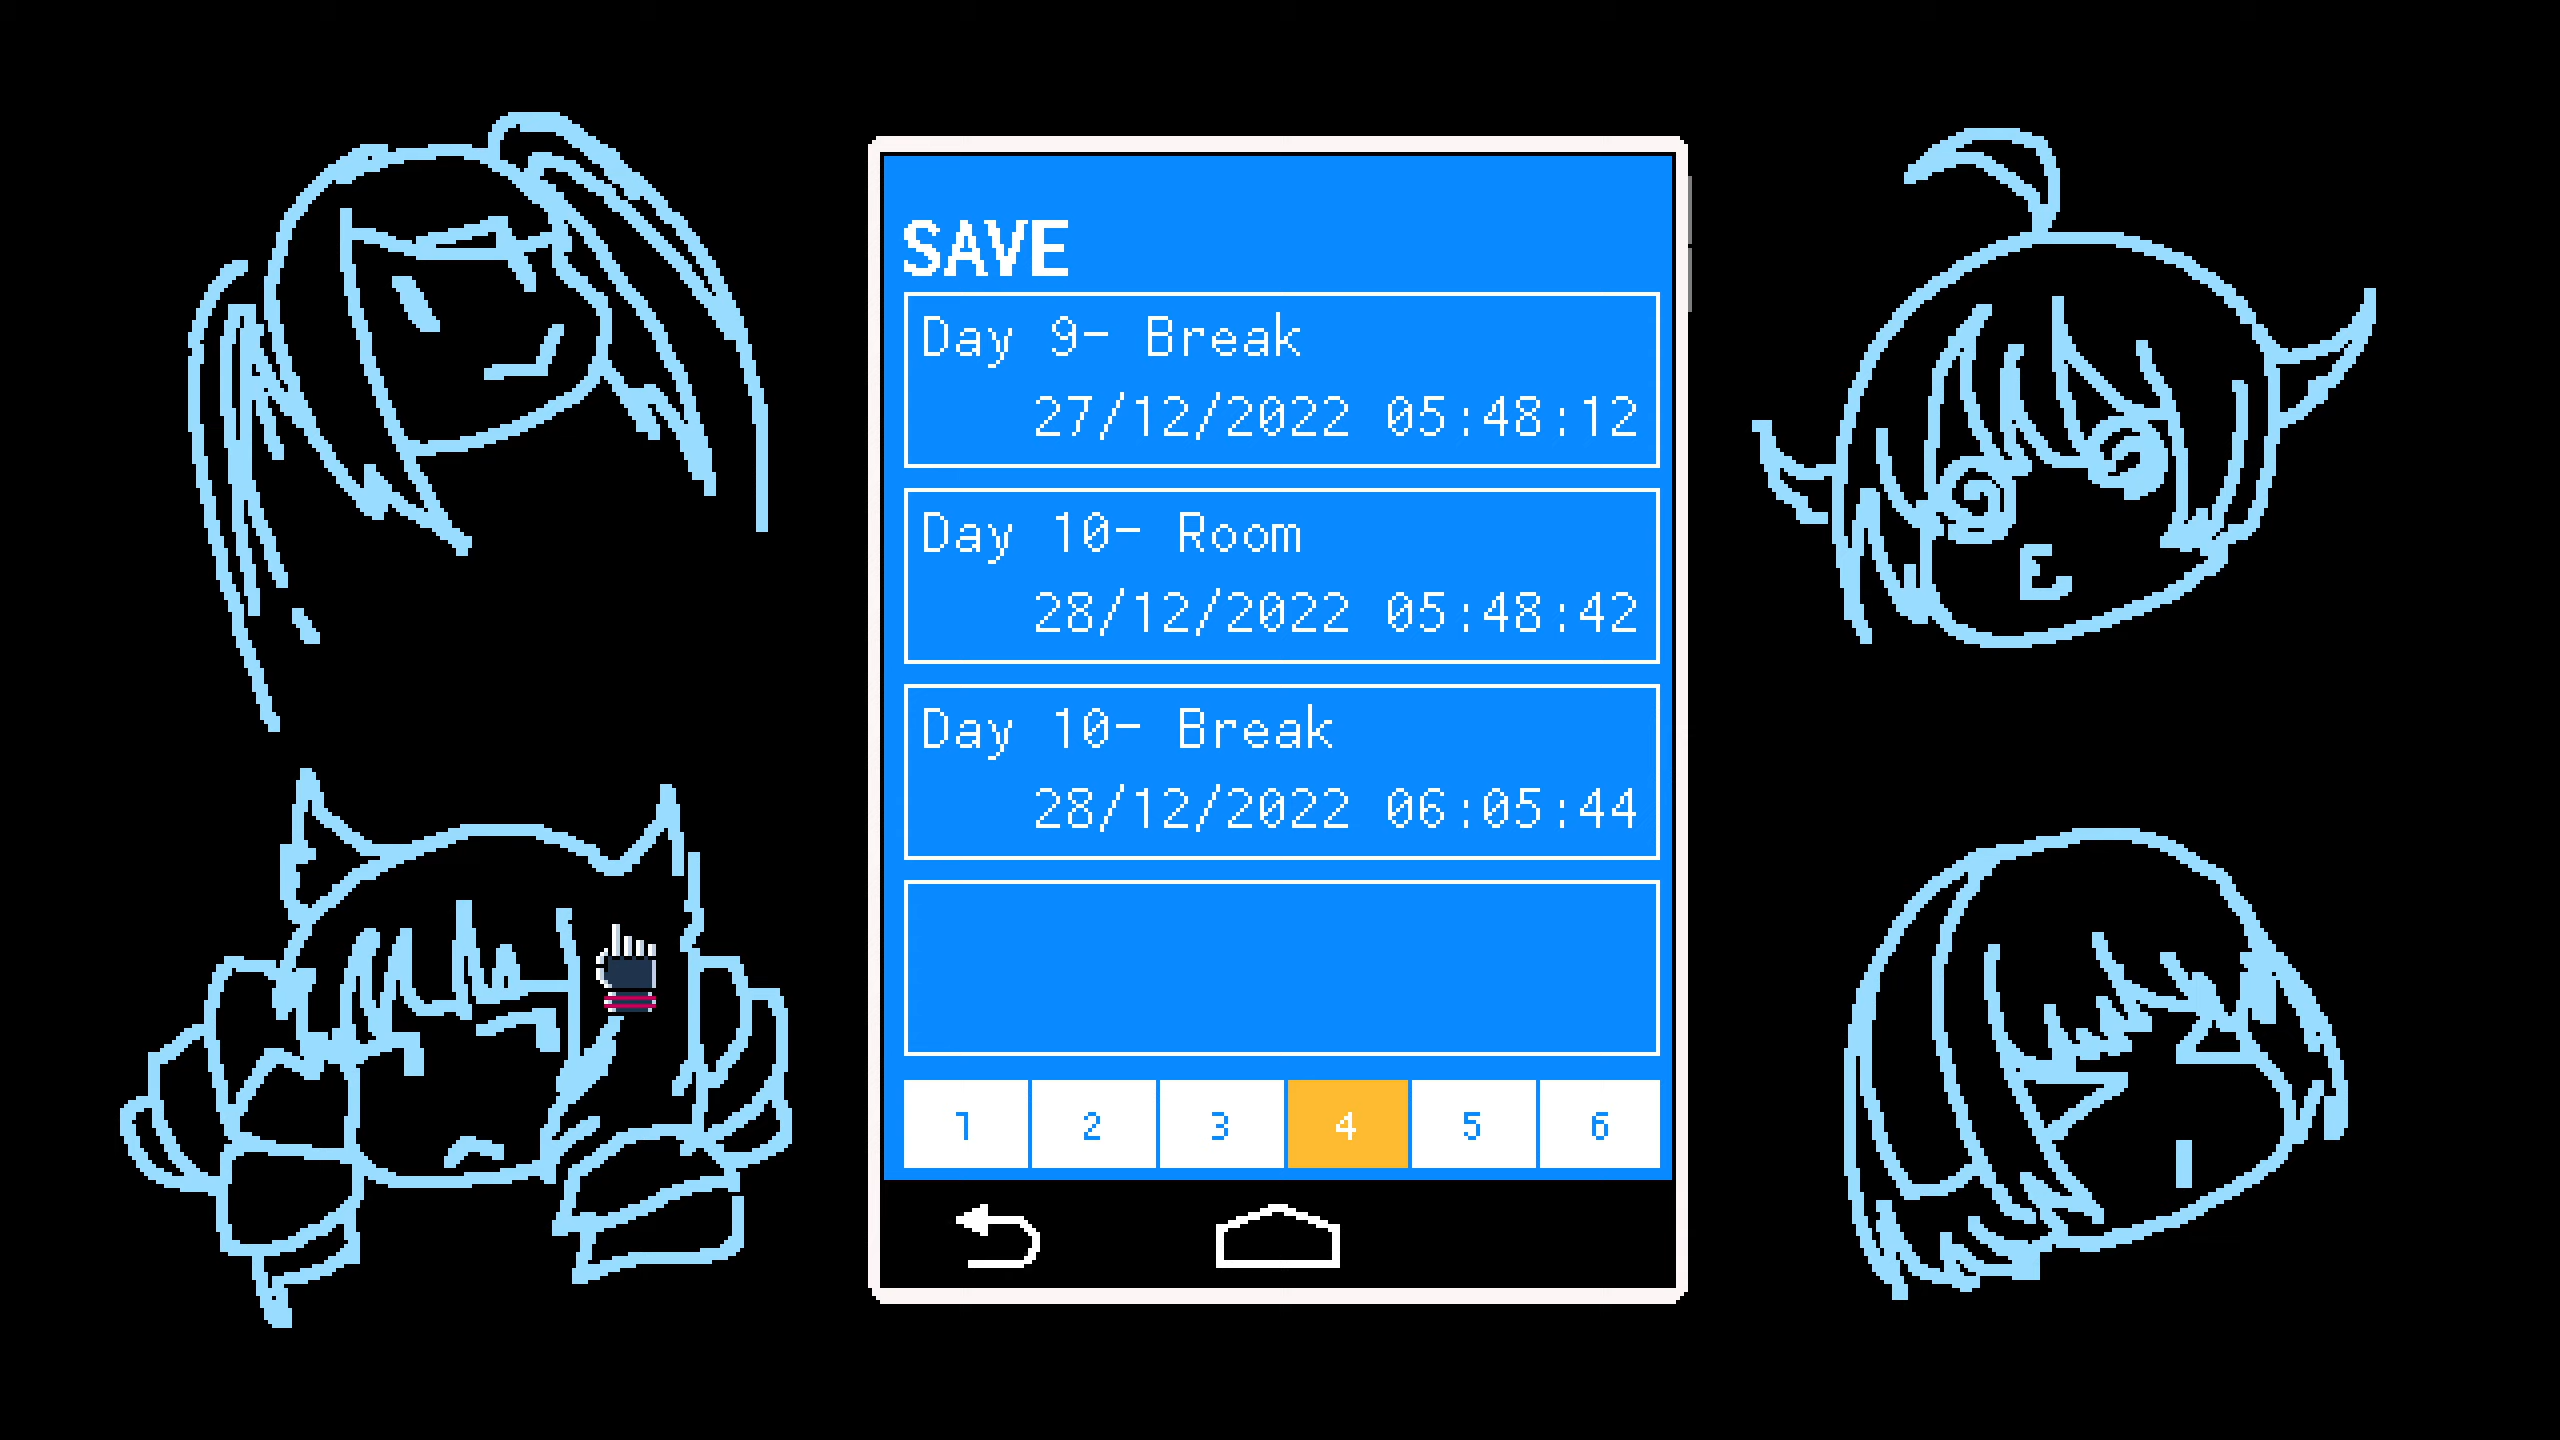 SAVE
Day 9- Break
27/12/2022 05:48:12
Day 10- Room
28/12/2022 05:48:42
Day 10- Break
28/12/2022 06:05:44
1 2 3 4 5 6